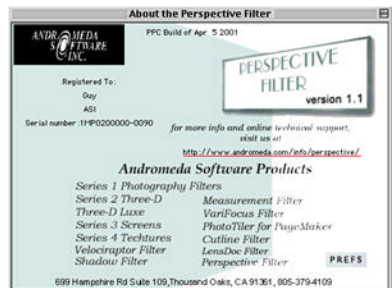 About the Perspective Filter
ANDROMEDA
SOFTWARE
INC.
PPC Build of Apr 5 2001
PERSPECTIVE
FILTER
version 1.1
Registered To:
Guy
ASI
Serial number :1MP0200000-0090
for more info and online technical support,
visit us at
http://www.andromeda.com/info/perspective/
Andromeda Software Products
Series 1 Photography Filters
Series 2 Three-D
Three-D Luxe
Series 3 Screens
Series 4 Techtures
Velociraptor Filter
Shadow Filter
Measurement Filter
VariFocus Filter
PhotoTiler for PageMaker
Cutline Filter
LensDoc Filter
Perspective Filter
PREFS
699 Hampshire Rd Suite 109,Thousand Oaks, CA 91361, 805-379-4109